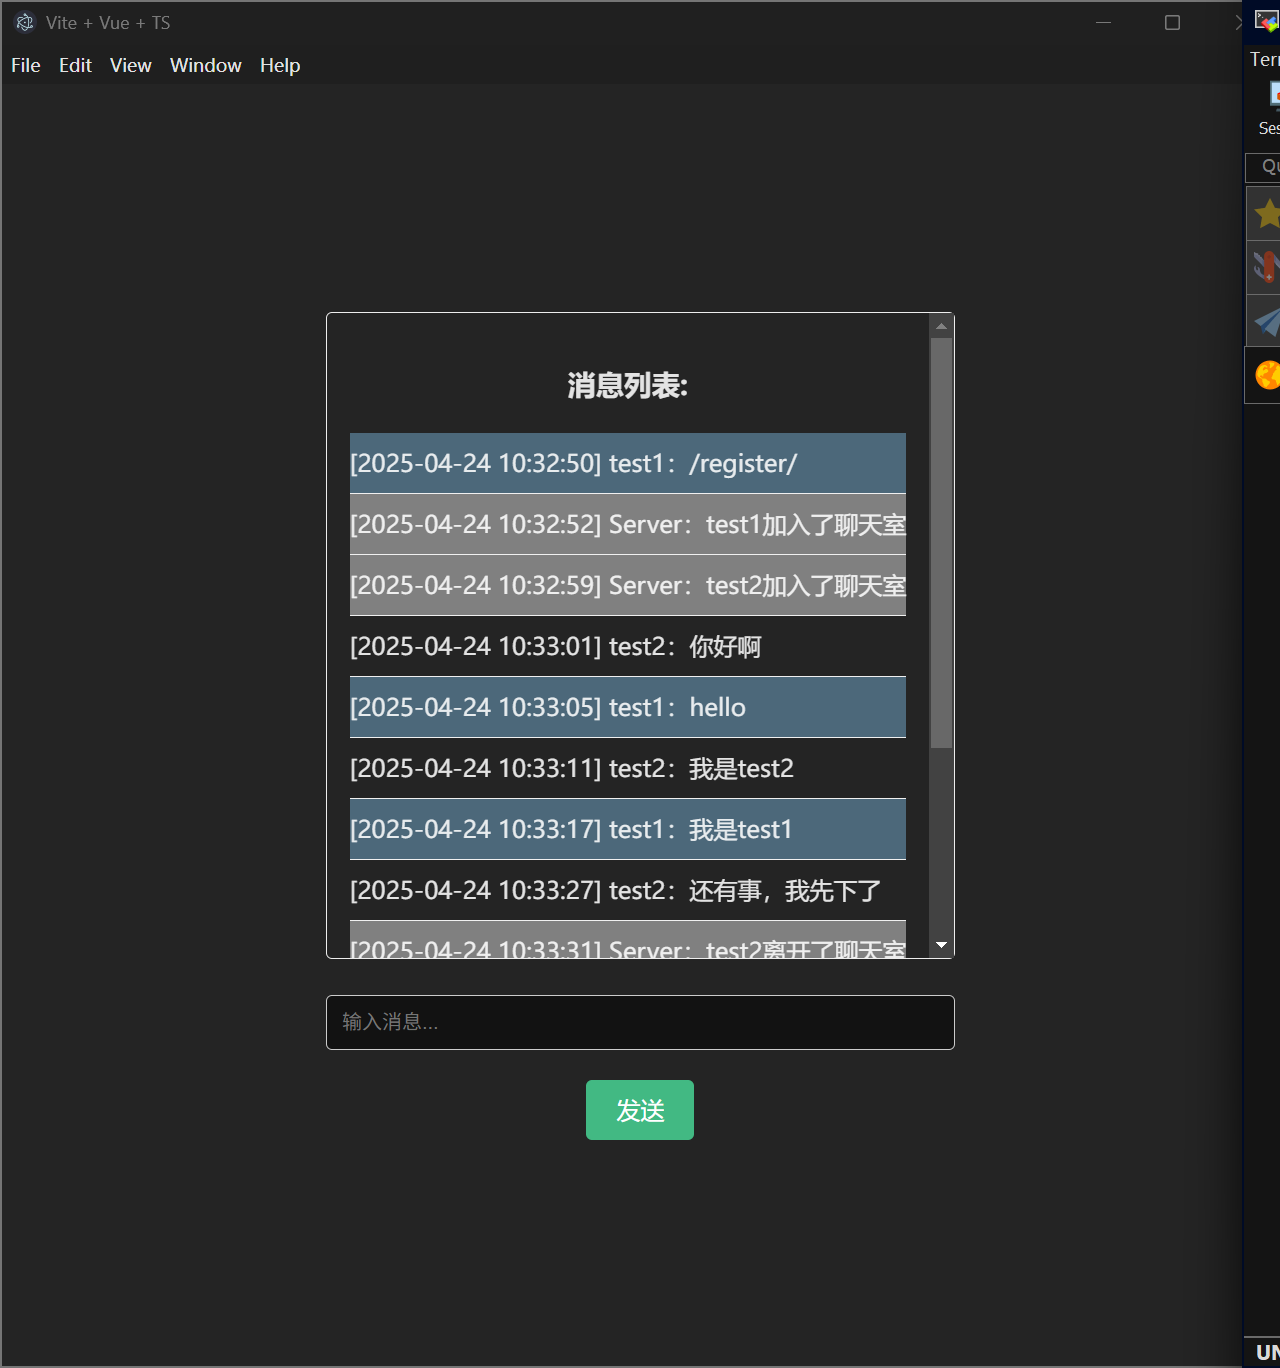 Vite + Vue + TS
File Edit View Window Help
消息列表:
[2025-04-24 10:32:50] test1：/register/
[2025-04-24 10:32:52] Server：test1加入了聊天室
[2025-04-24 10:32:59] Server：test2加入了聊天室
[2025-04-24 10:33:01] test2：你好啊
[2025-04-24 10:33:05] test1：hello
[2025-04-24 10:33:11] test2：我是test2
[2025-04-24 10:33:17] test1：我是test1
[2025-04-24 10:33:27] test2：还有事，我先下了
[2025-04-24 10:33:31] Server：test2离开了聊天室
输入消息...
发送